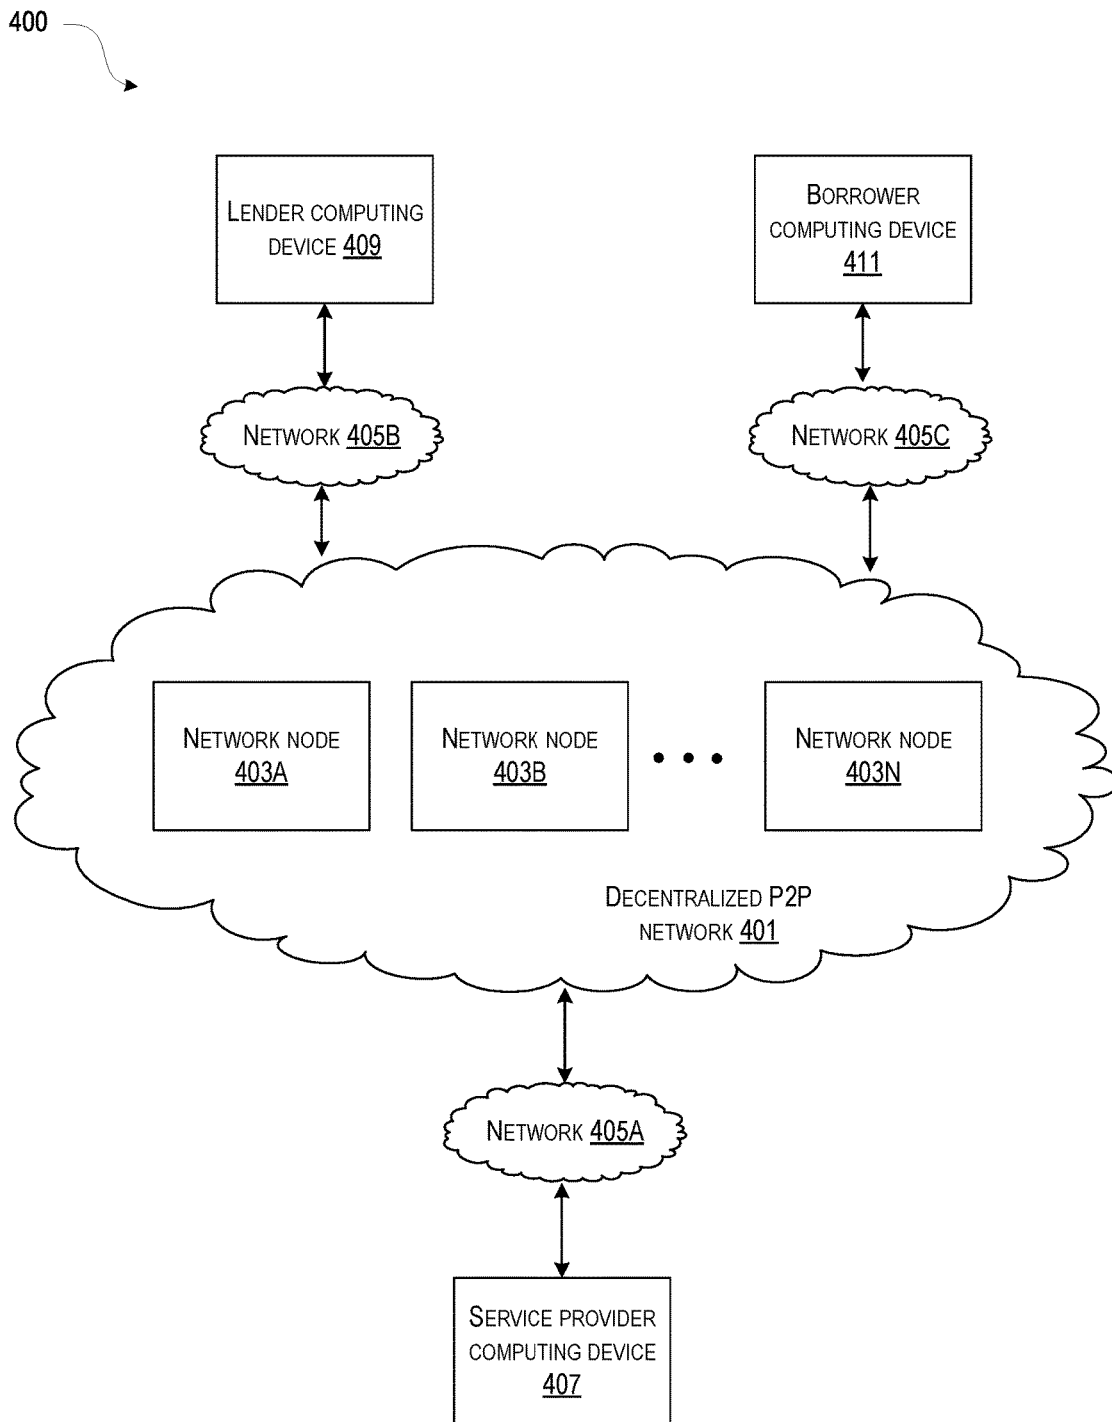 400
Lender computing
device 409
Borrower
computing device
411
Network 405B
Network 405C
Network node
403A
Network node
403B
Network node
403N
Decentralized P2P
network 401
Network 405A
Service provider
computing device
407